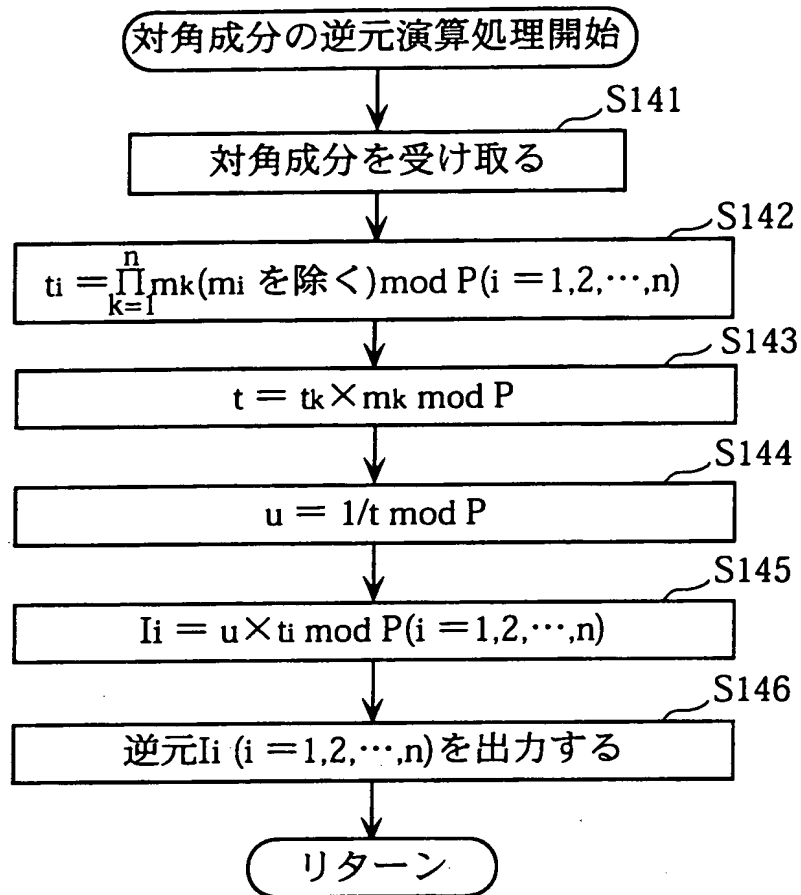 対角成分の逆元演算処理開始
S141
対角成分を受け取る
S142
ti = n∏k=1 mk(mi を除く)mod P(i = 1,2,⋯,n)
S143
t = tk×mk mod P
S144
u = 1/t mod P
S145
Ii = u×ti mod P(i = 1,2,⋯,n)
S146
逆元Ii (i = 1,2,⋯,n)を出力する
リターン